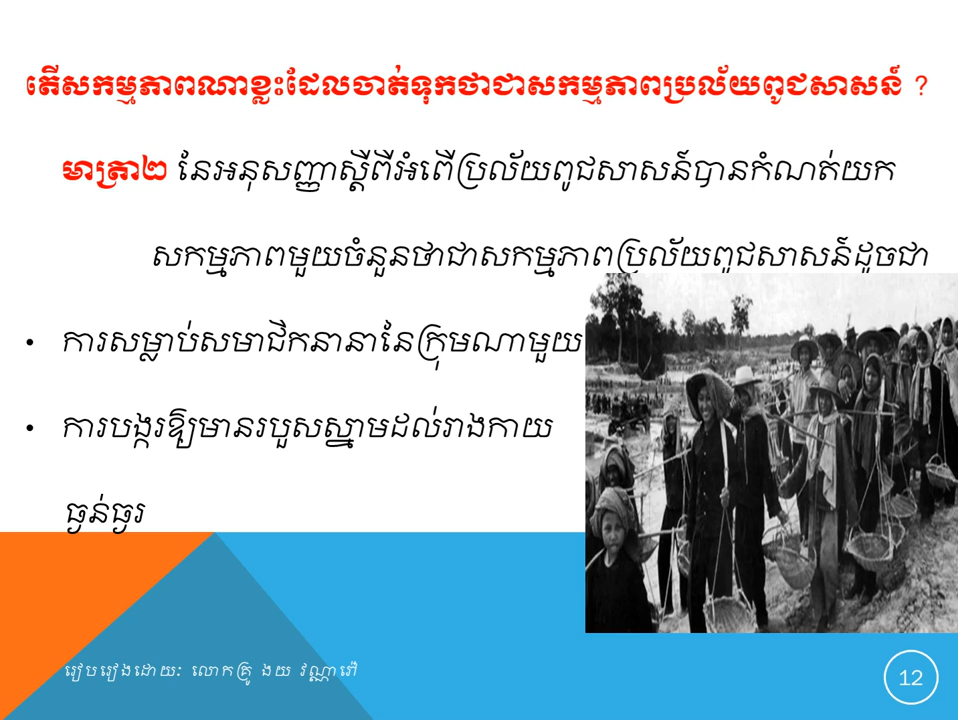 តើសកម្មភាពណាខ្លះដែលចាត់ទុកថាជាសកម្មភាពប្រល័យពូជសាសន៍ ?
មាត្រា២ នៃអនុសញ្ញាស្ដីពីអំពើប្រល័យពូជសាសន៍បានកំណត់យក
សកម្មភាពមួយចំនួនថាជាសកម្មភាពប្រល័យពូជសាសន៍ដូចជា
• ការសម្លាប់សមាជិកនានានៃក្រុមណាមួយ
• ការបង្ករឱ្យមានរបួសស្នាមដល់រាងកាយ
ធ្ងន់ធ្ងរ
រៀបរៀងដោយ: លោកគ្រូ ងយ វណ្ណារើ
12